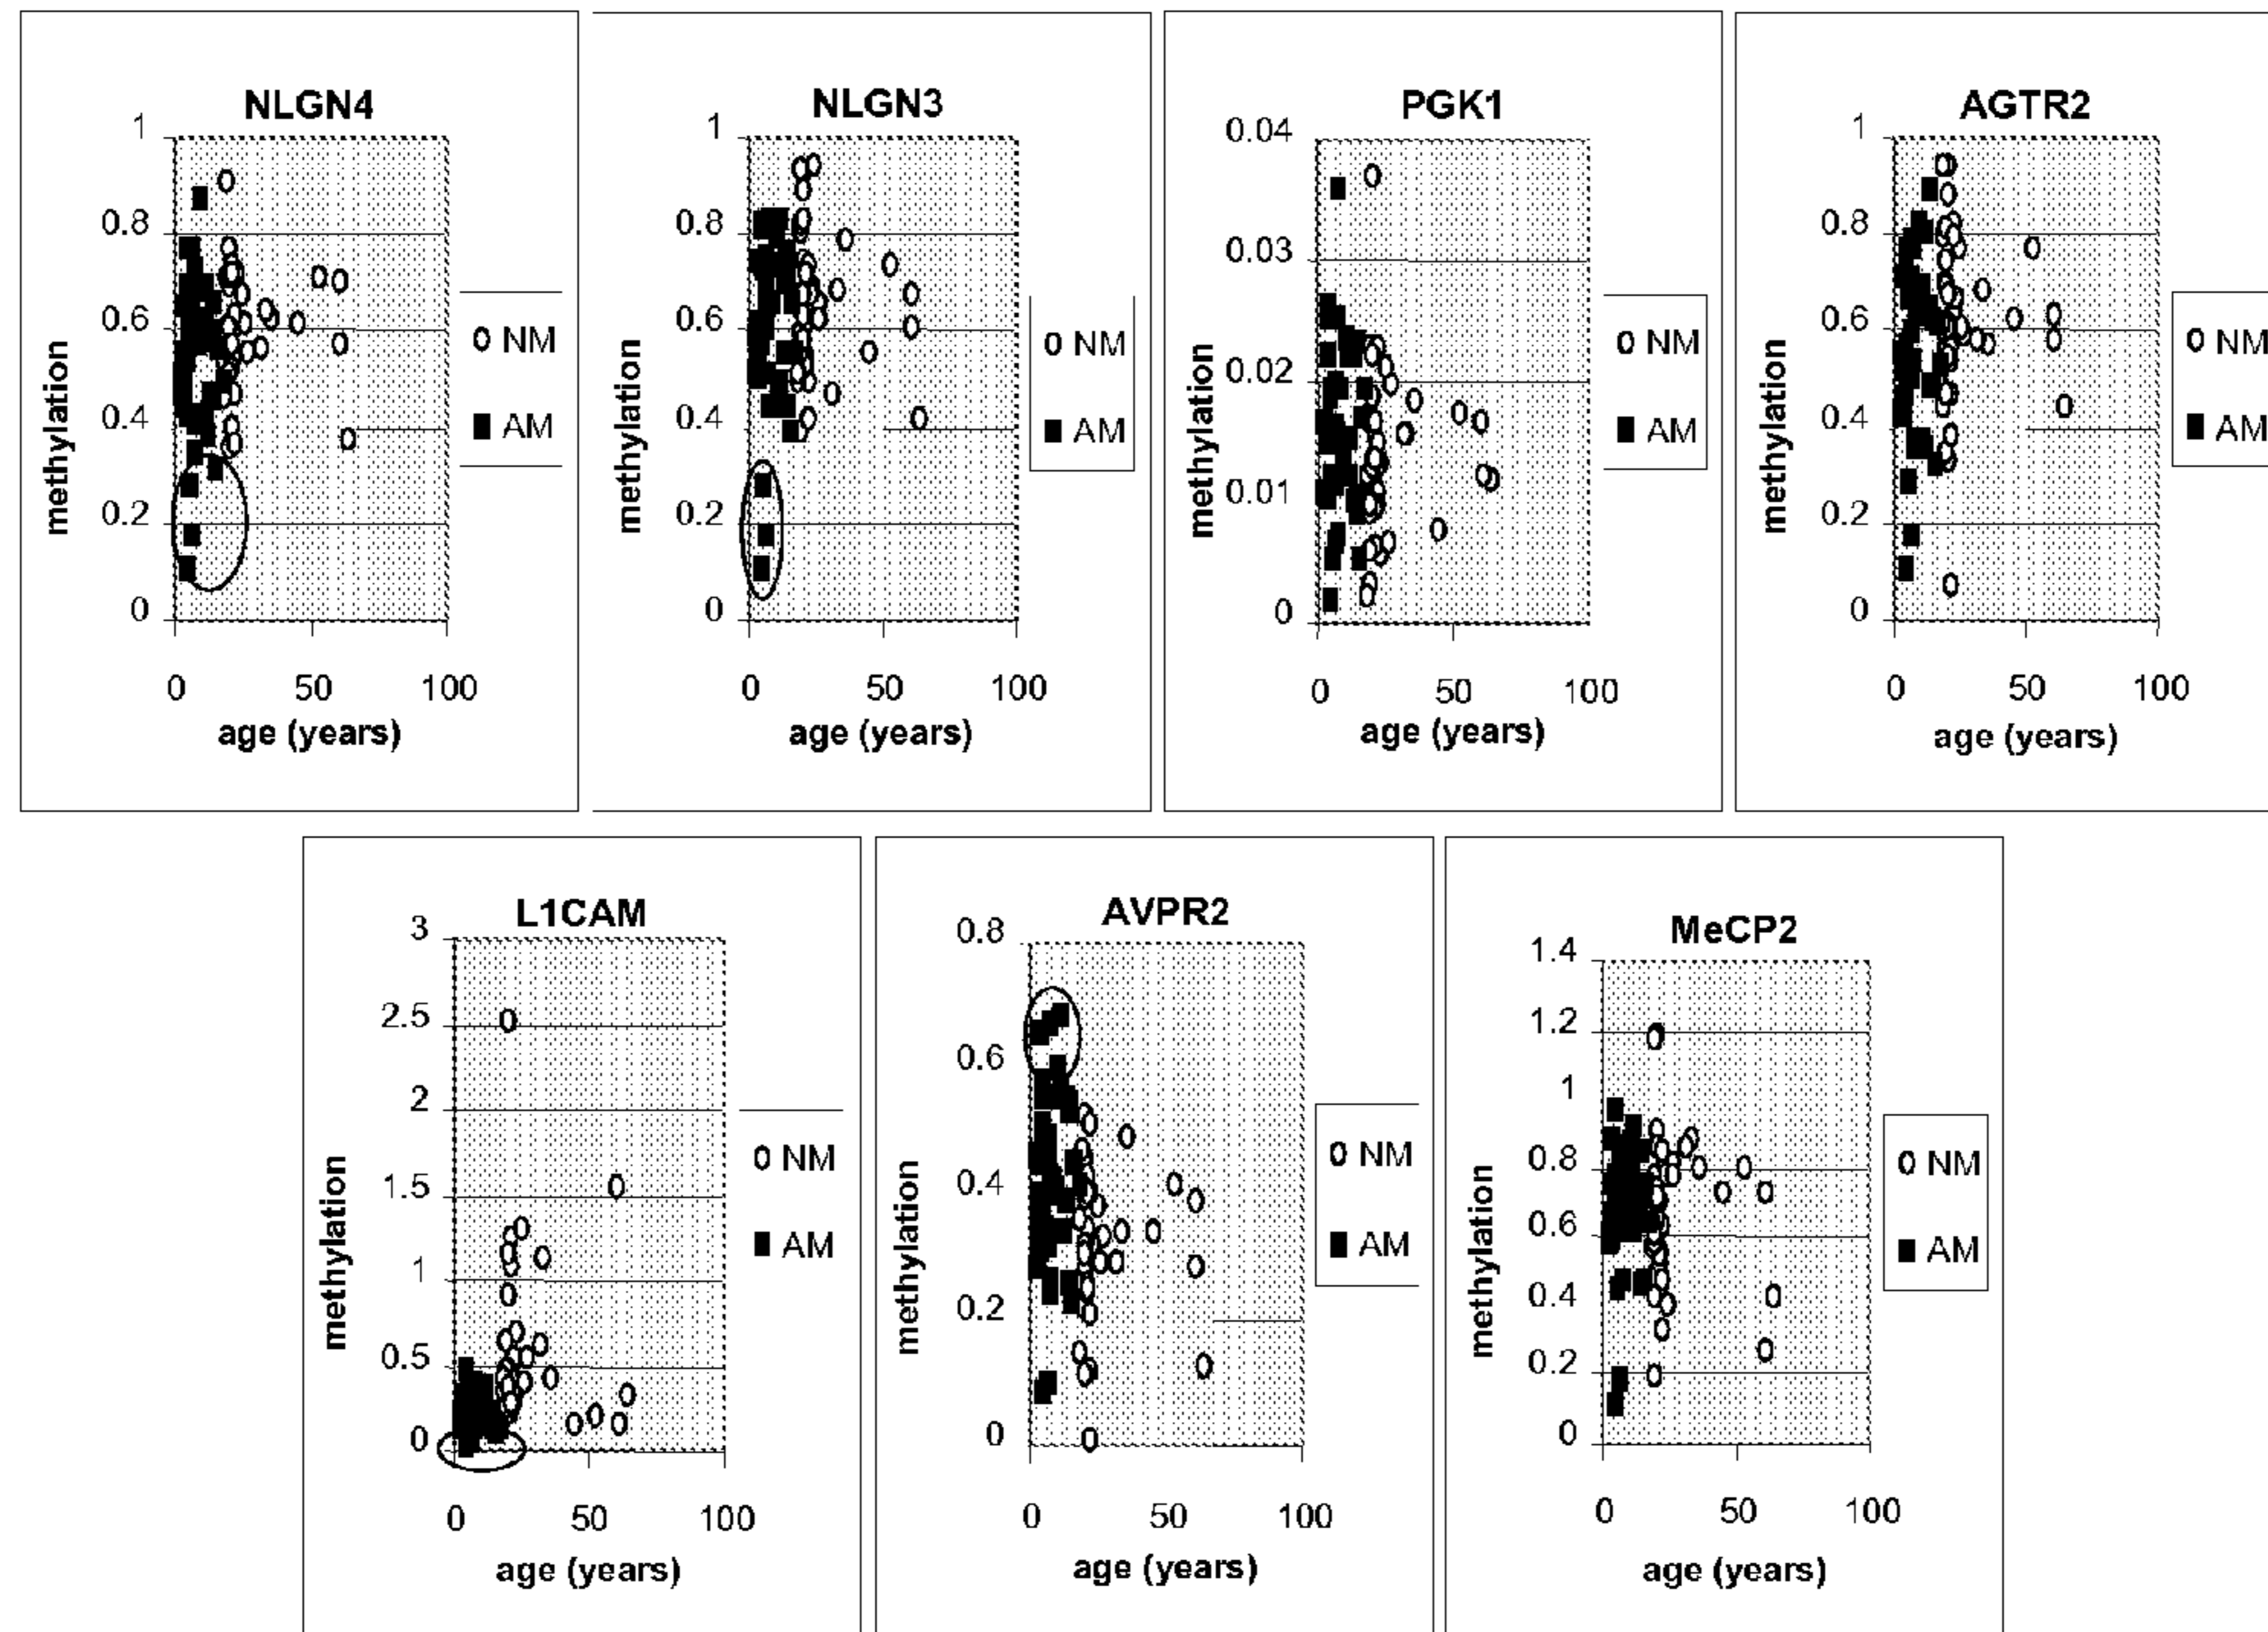 NLGN4
1
0.8
0.6
0.4
0.2
0
0 50 100
age (years)
methylation
NM
AM
NLGN3
1
0.8
0.6
0.4
0.2
0
0 50 100
age (years)
methylation
NM
AM
PGK1
0.04
0.03
0.02
0.01
0
0 50 100
age (years)
methylation
NM
AM
AGTR2
1
0.8
0.6
0.4
0.2
0
0 50 100
age (years)
methylation
NM
AM
L1CAM
3
2.5
2
1.5
1
0.5
0
0 50 100
age (years)
methylation
NM
AM
AVPR2
0.8
0.6
0.4
0.2
0
0 50 100
age (years)
methylation
NM
AM
MeCP2
1.4
1.2
1
0.8
0.6
0.4
0.2
0
0 50 100
age (years)
methylation
NM
AM